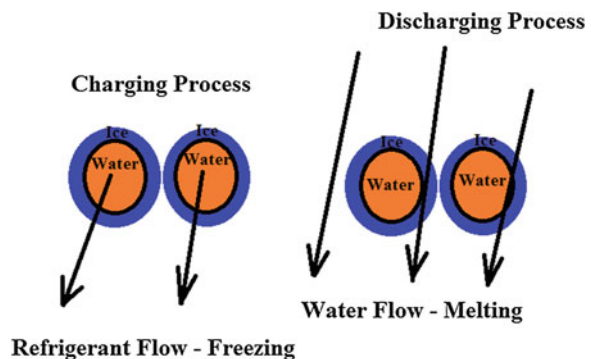 Charging Process
Ice
Ice
Water
Water
Refrigerant Flow - Freezing
Discharging Process
Ice
Ice
Water
Water
Water Flow - Melting